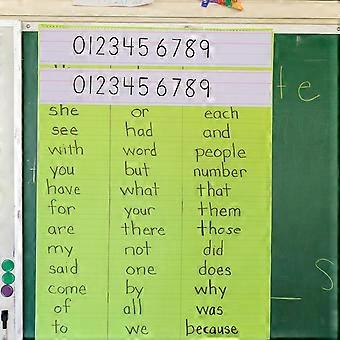 0123456789
0123456789
she or each
see had and
with word people
you but number
have what that
for your them
are there those
my not did
said one does
come by why
of all was
to we because
te
S